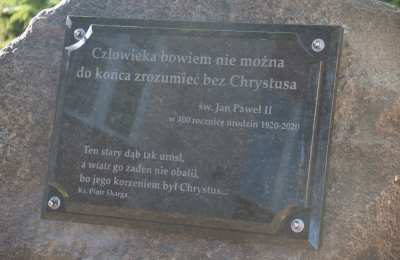 Człowieka bowiem nie można
do końca zrozumieć bez Chrystusa
św. Jan Paweł II
w 100 rocznicę urodzin 1920-2020
Ten stary dąb tak urósł,
a wiatr go żaden nie obalił,
bo jego korzeniem był Chrystus...
Ks. Piotr Skarga